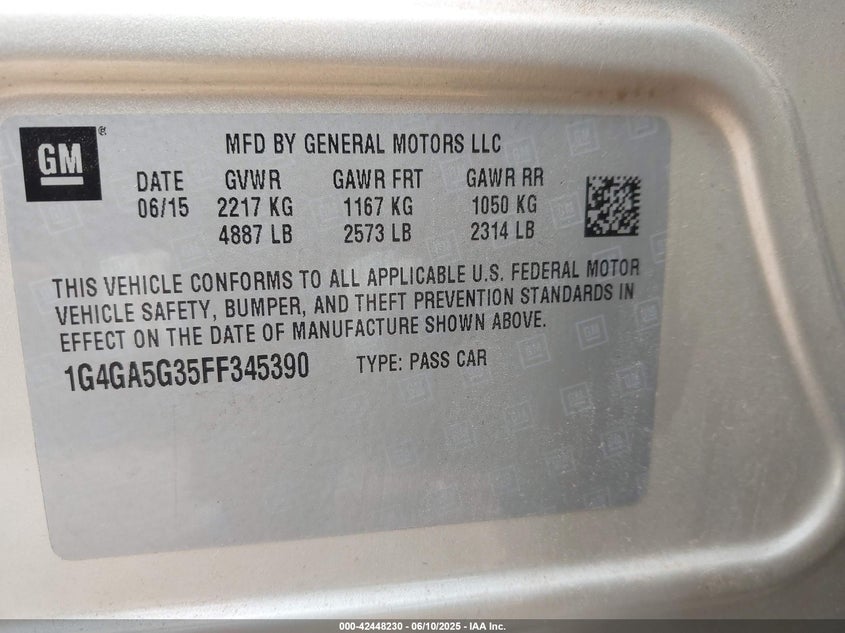 GM®
MFD BY GENERAL MOTORS LLC
DATE GVWR GAWR FRT GAWR RR
06/15 2217 KG 1167 KG 1050 KG
4887 LB 2573 LB 2314 LB
THIS VEHICLE CONFORMS TO ALL APPLICABLE U.S. FEDERAL MOTOR
VEHICLE SAFETY, BUMPER, AND THEFT PREVENTION STANDARDS IN
EFFECT ON THE DATE OF MANUFACTURE SHOWN ABOVE.
1G4GA5G35FF345390 TYPE: PASS CAR
000-42448230 - 06/10/2025 - IAA Inc.